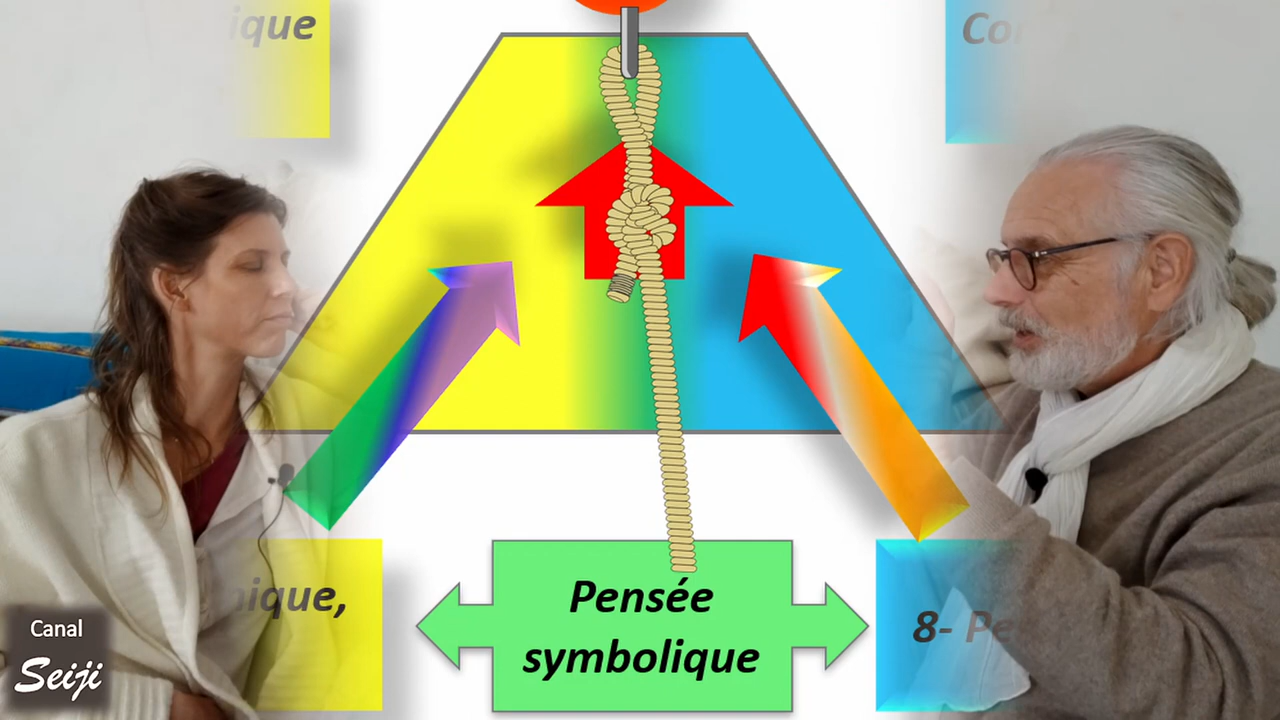 ique
Co
Pensée
symbolique
ique,
8- Pe
Canal
Seiji